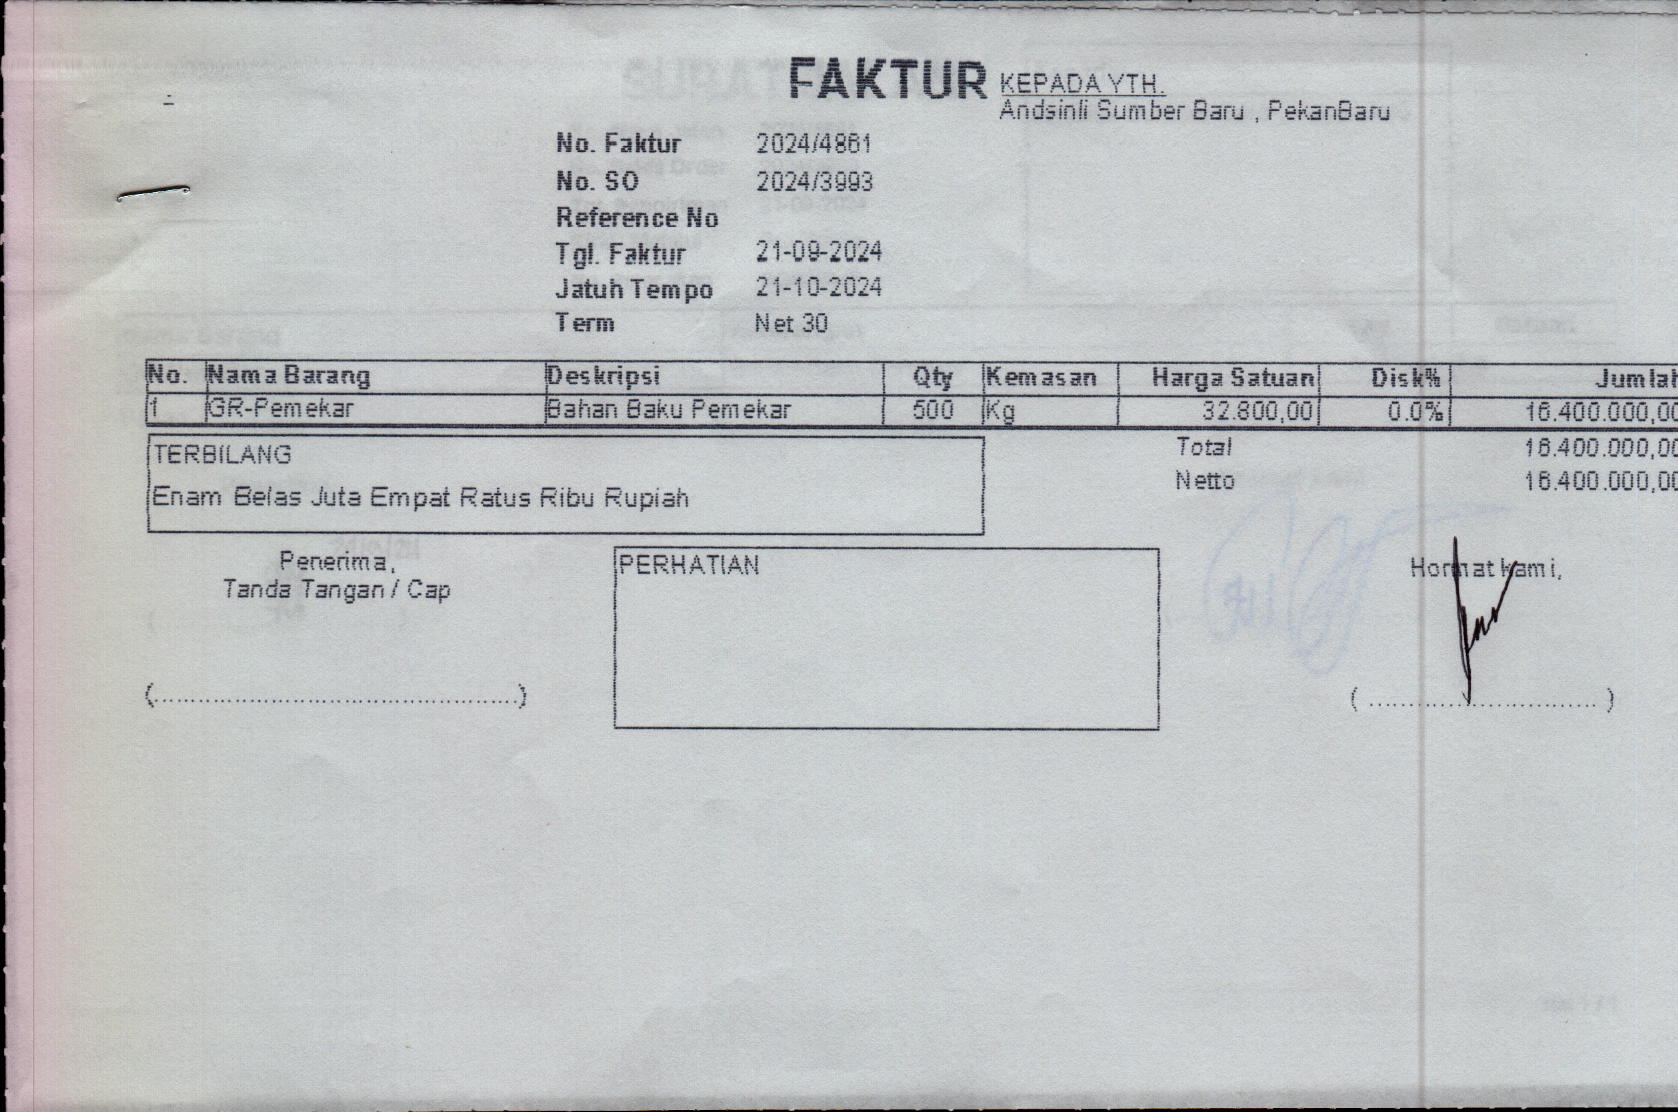 FAKTUR
KEPADA YTH.
Andsinli Sumber Baru , PekanBaru
No. Faktur 2024/4861
No. SO 2024/3993
Reference No
Tgl. Faktur 21-09-2024
Jatuh Tempo 21-10-2024
Term Net 30
No. Nama Barang Deskripsi Qty Kemasan Harga Satuan Disk% Jumlah
1 GR-Pemekar Bahan Baku Pemekar 500 Kg 32.800,00 0.0% 16.400.000,00
TERBILANG
Total 16.400.000,00
Netto 16.400.000,00
Enam Belas Juta Empat Ratus Ribu Rupiah
Penerima,
Tanda Tangan / Cap
PERHATIAN
Hormat kami,
(..................................................)
( ............................... )